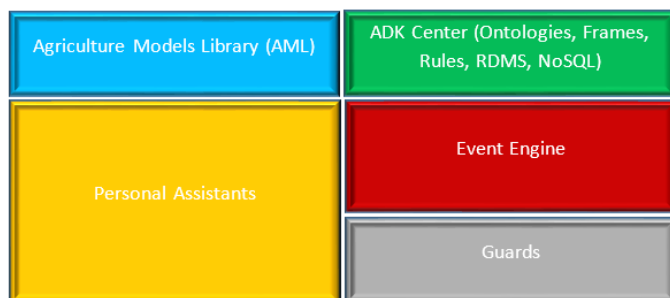 Agriculture Models Library (AML)
ADK Center (Ontologies, Frames,
Rules, RDMS, NoSQL)
Personal Assistants
Event Engine
Guards